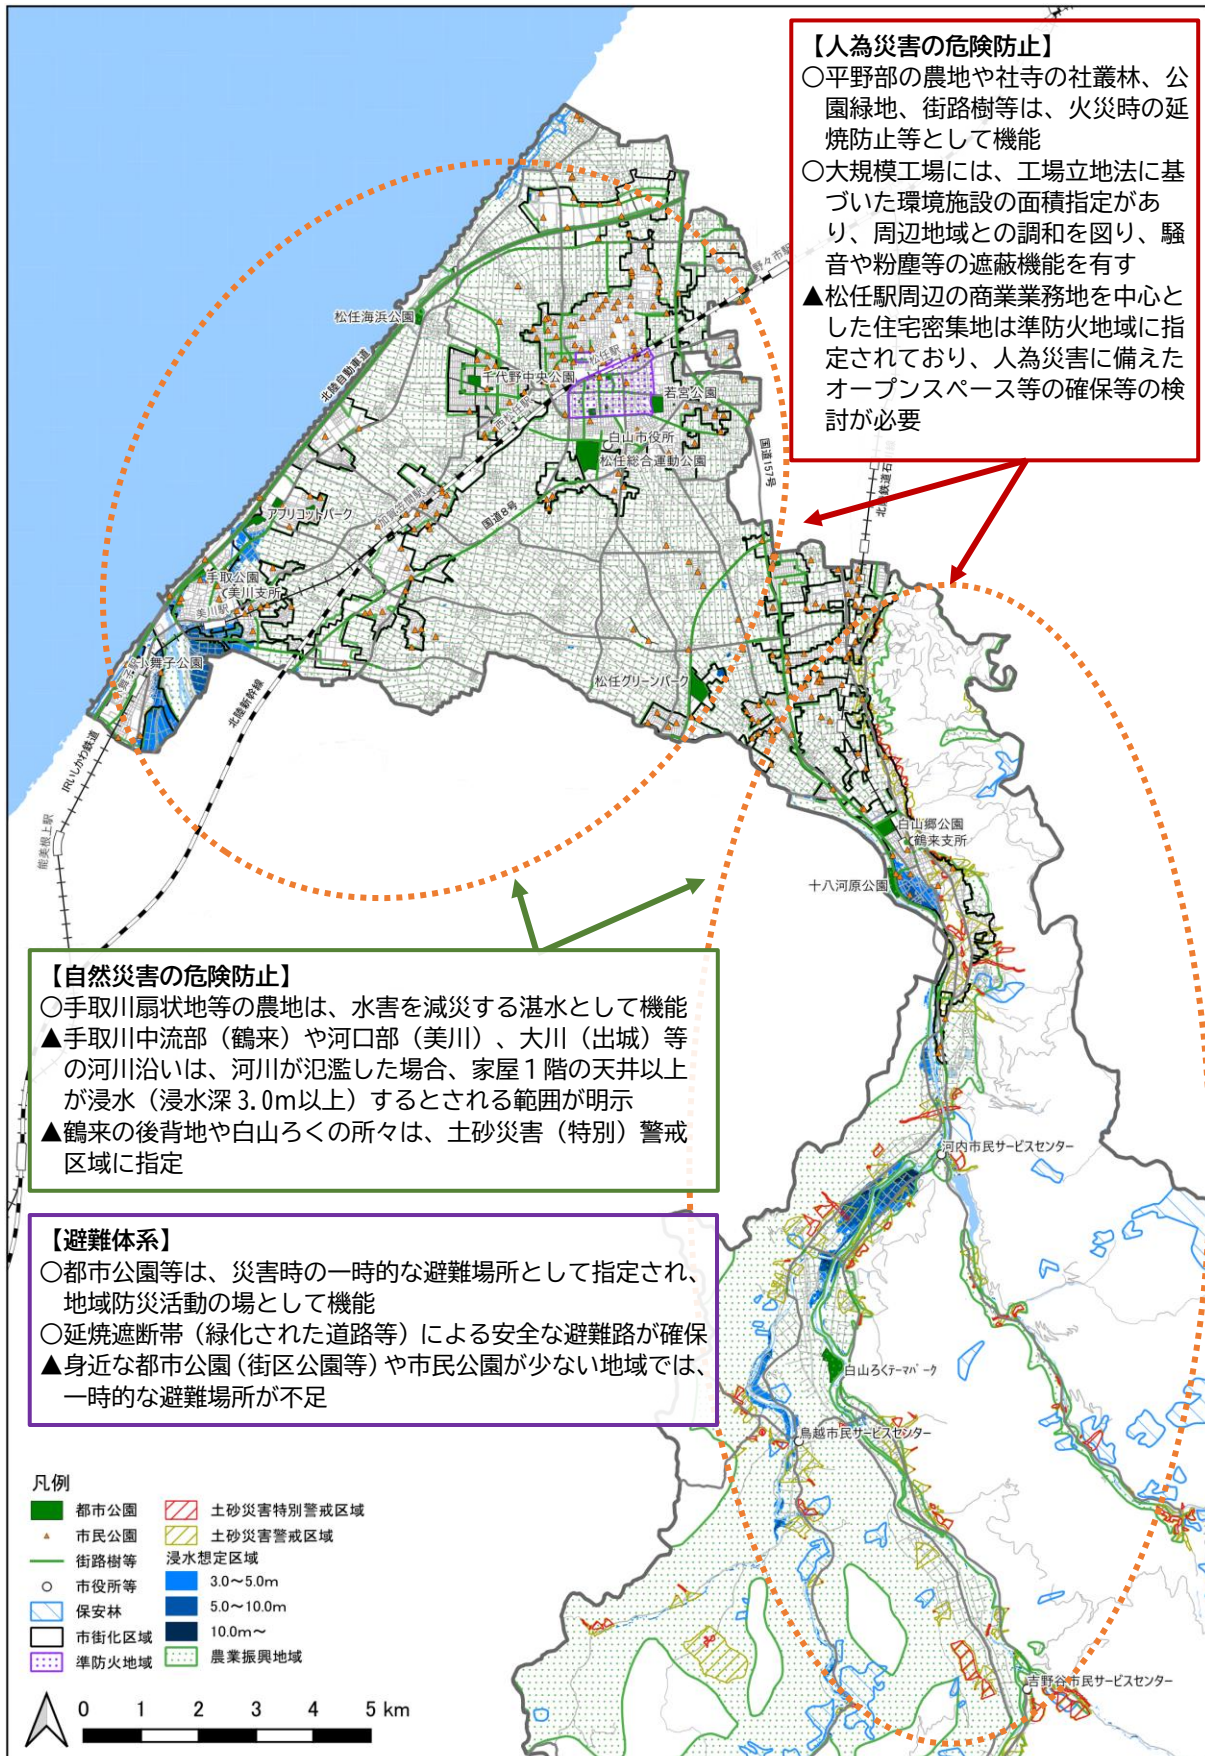 【人為災害の危険防止】
○平野部の農地や社寺の社叢林、公
園緑地、街路樹等は、火災時の延
焼防止等として機能
○大規模工場には、工場立地法に基
づいた環境施設の面積指定があ
り、周辺地域との調和を図り、騒
音や粉塵等の遮蔽機能を有す
▲松任駅周辺の商業業務地を中心と
した住宅密集地は準防火地域に指
定されており、人為災害に備えた
オープンスペース等の確保等の検
討が必要
野々市駅
松任海浜公園
北陸自動車道
松任駅
千代野中央公園
西松任駅
若宮公園
白山市役所
松任総合運動公園
国道157号
北陸鉄道石川線
加賀笠間駅
国道8号
アプリコットパーク
手取公園
美川支所
美川駅
小舞子公園
小舞子駅
北陸新幹線
IRいしかわ鉄道
能美根上駅
松任グリーンパーク
白山郷公園
鶴来支所
十八河原公園
【自然災害の危険防止】
○手取川扇状地等の農地は、水害を減災する湛水として機能
▲手取川中流部（鶴来）や河口部（美川）、大川（出城）等
の河川沿いは、河川が氾濫した場合、家屋１階の天井以上
が浸水（浸水深 3.0m以上）するとされる範囲が明示
▲鶴来の後背地や白山ろくの所々は、土砂災害（特別）警戒
区域に指定
河内市民サービスセンター
【避難体系】
○都市公園等は、災害時の一時的な避難場所として指定され、
地域防災活動の場として機能
○延焼遮断帯（緑化された道路等）による安全な避難路が確保
▲身近な都市公園（街区公園等）や市民公園が少ない地域では、
一時的な避難場所が不足
白山ろくテーマパーク
鳥越市民サービスセンター
吉野谷市民サービスセンター
凡例
都市公園
市民公園
街路樹等
市役所等
保安林
市街化区域
準防火地域
土砂災害特別警戒区域
土砂災害警戒区域
浸水想定区域
3.0～5.0m
5.0～10.0m
10.0m～
農業振興地域
0 1 2 3 4 5 km